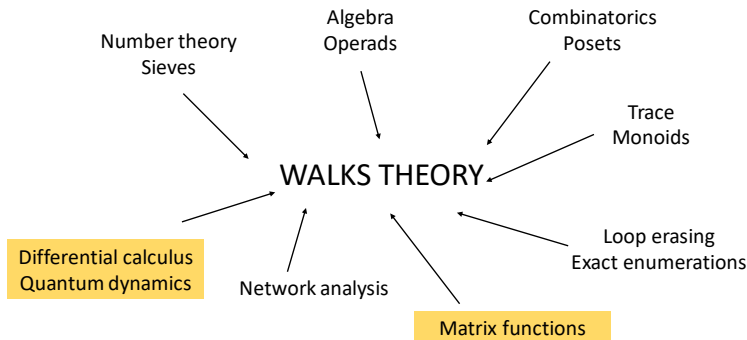 Number theory
Sieves
Algebra
Operads
Combinatorics
Posets
Trace
Monoids
WALKS THEORY
Differential calculus
Quantum dynamics
Network analysis
Matrix functions
Loop erasing
Exact enumerations